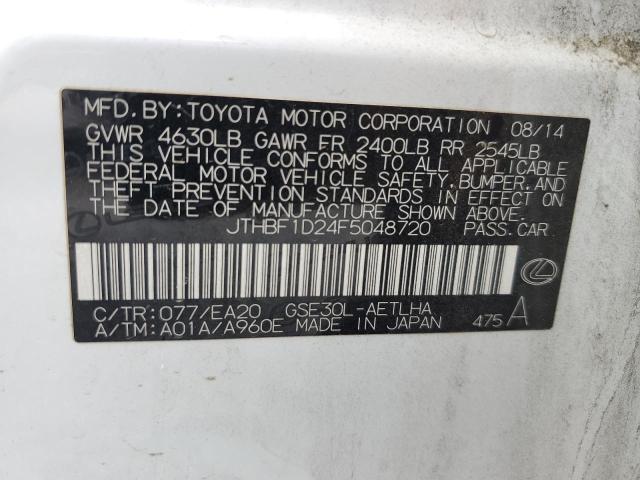 MFD. BY: TOYOTA MOTOR CORPORATION 08/14
GVWR 4630LB GAWR FR 2400LB RR 2545LB
THIS VEHICLE CONFORMS TO ALL APPLICABLE
FEDERAL MOTOR VEHICLE SAFETY, BUMPER, AND
THEFT PREVENTION STANDARDS IN EFFECT ON
THE DATE OF MANUFACTURE SHOWN ABOVE.
JTHBF1D24F5048720 PASS. CAR
C/TR: 077/EA20 GSE30L-AETLHA
A/TM: A01A/A960E MADE IN JAPAN 475 A